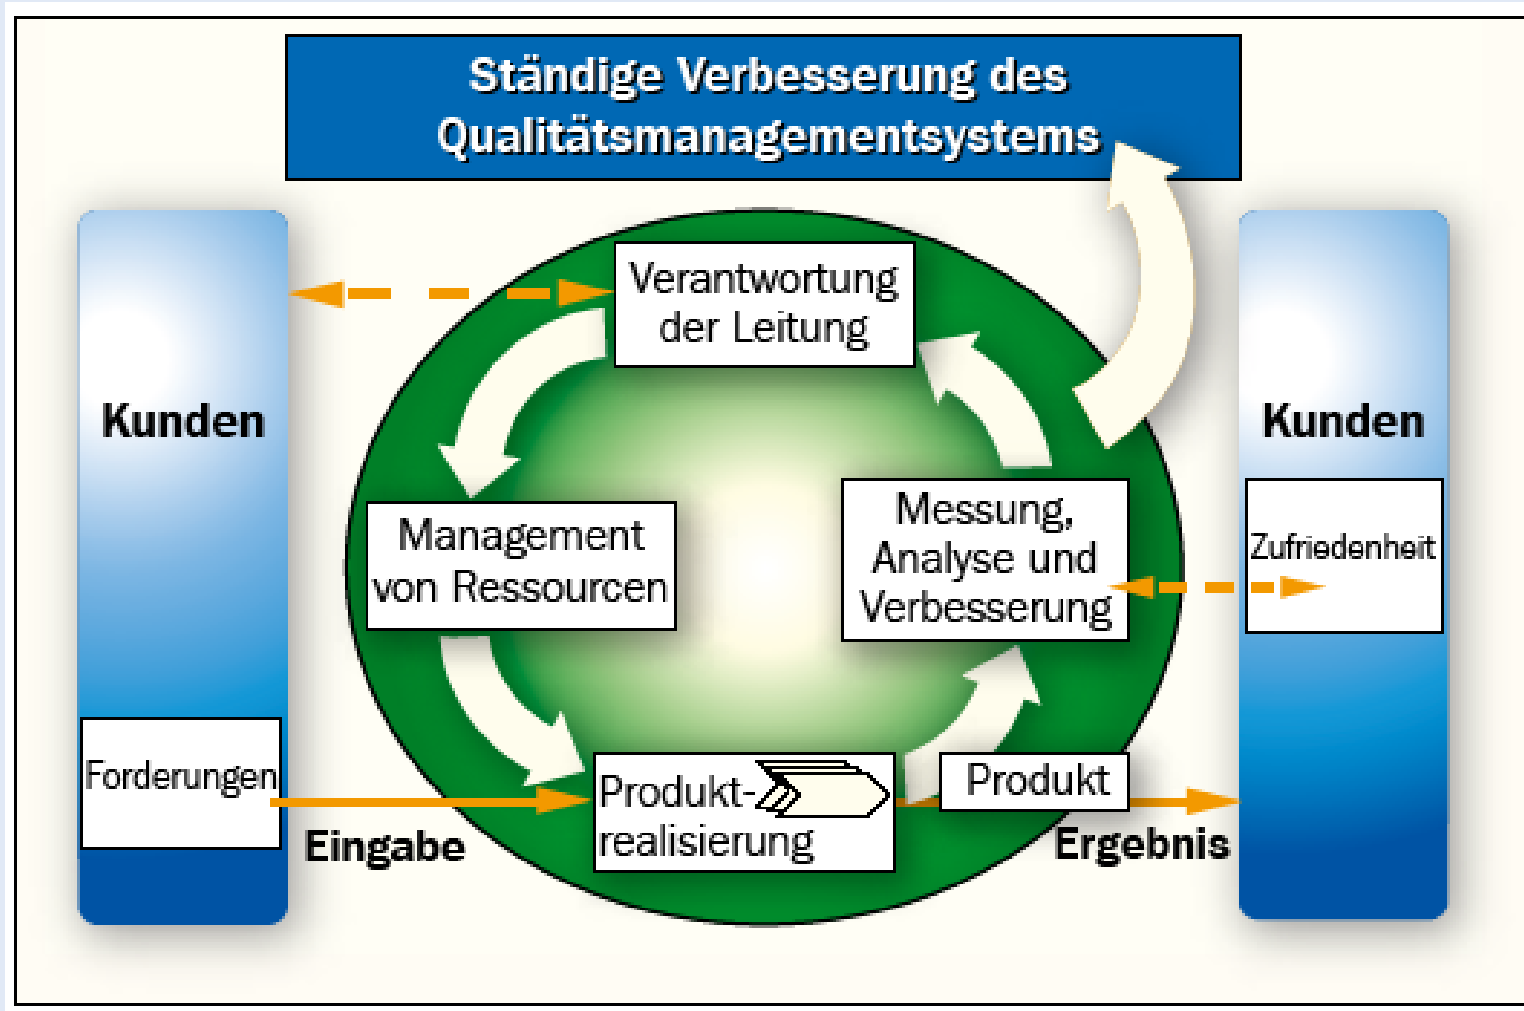 Ständige Verbesserung des
Qualitätsmanagementsystems
Verantwortung
der Leitung
Kunden
Kunden
Management
von Ressourcen
Messung,
Analyse und
Verbesserung
Zufriedenheit
Forderungen
Eingabe
Produkt-
realisierung
Produkt
Ergebnis